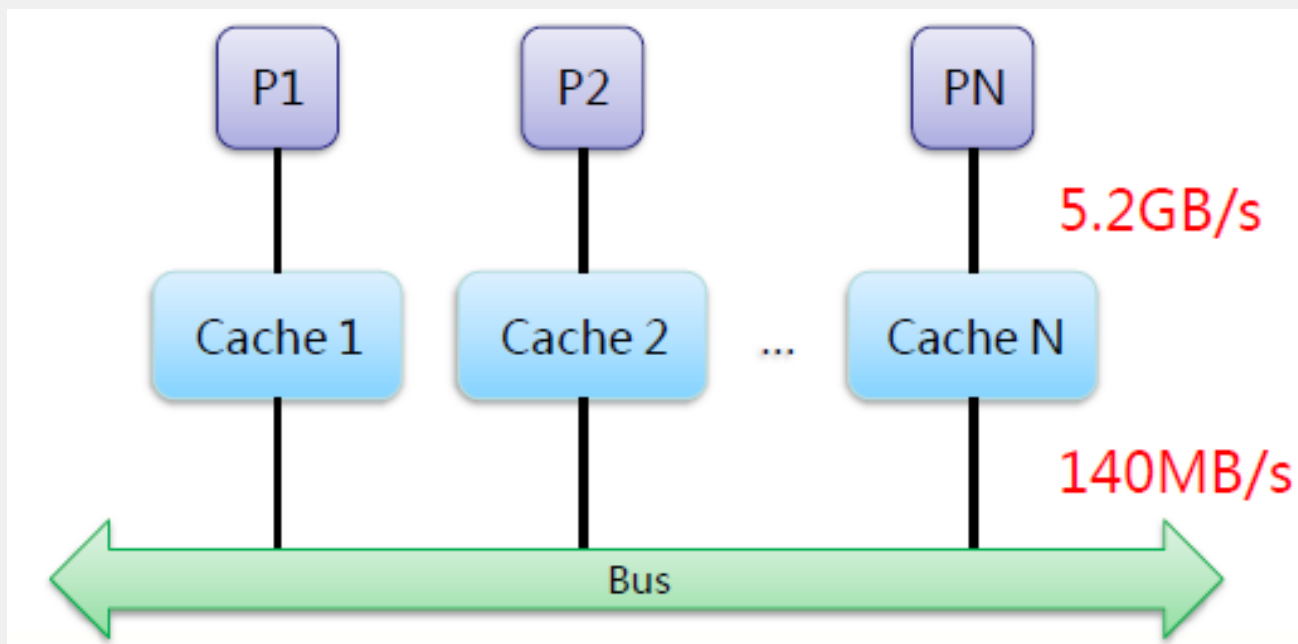 P1
P2
PN
5.2GB/s
Cache 1
Cache 2
...
Cache N
140MB/s
Bus